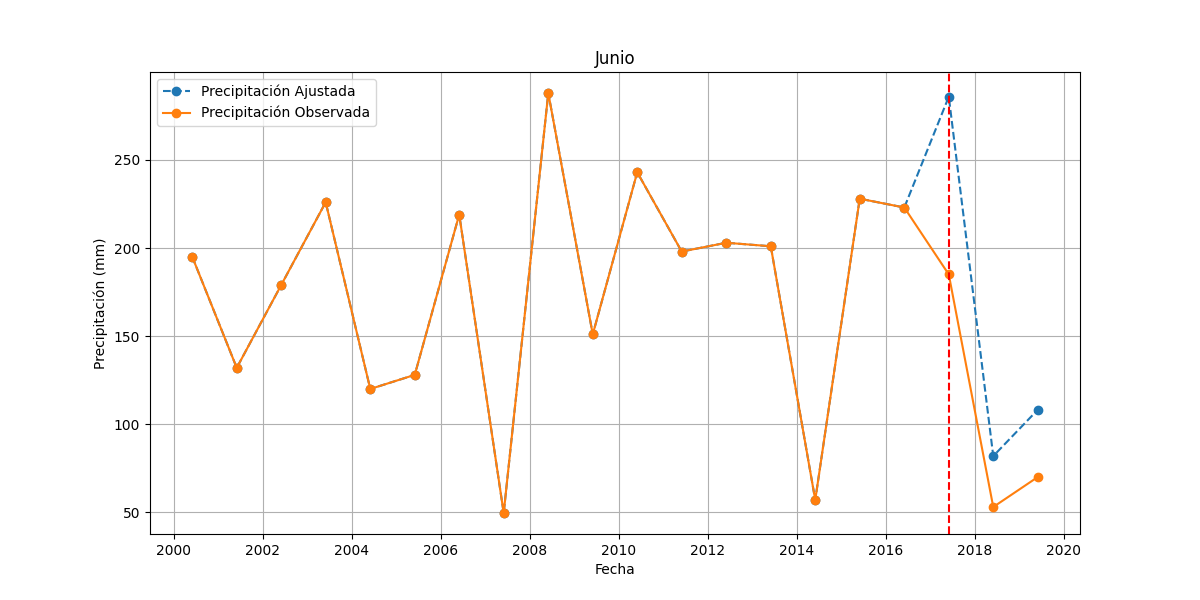 Junio
Precipitación Ajustada
Precipitación Observada
Precipitación (mm)
250
200
150
100
50
2000 2002 2004 2006 2008 2010 2012 2014 2016 2018 2020
Fecha